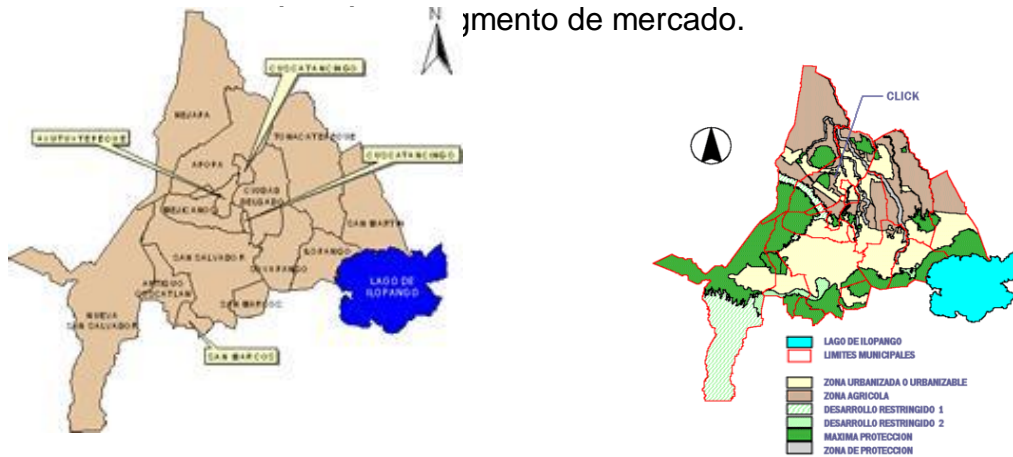 gmento de mercado.
N
CUSCATANCINGO
NEJAPA
TONACATEPEQUE
AYUTUXTEPEQUE
APOPA
CUSCATANCINGO
CIUDAD
DELGADO
MEJICANOS
SAN MARTIN
SAN SALVADOR
ILOPANGO
SOYAPANGO
LAGO DE
ILOPANGO
ANTIGUO
CUSCATLAN
NUEVA
SAN SALVADOR
SAN MARCOS
SAN MARCOS
CLICK
LAGO DE ILOPANGO
LIMITES MUNICIPALES
ZONA URBANIZADA O URBANIZABLE
ZONA AGRICOLA
DESARROLLO RESTRINGIDO 1
DESARROLLO RESTRINGIDO 2
MAXIMA PROTECCION
ZONA DE PROTECCION